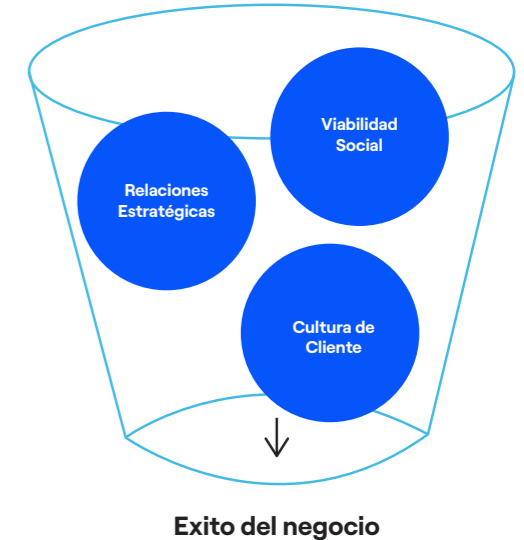 Viabilidad
Social
Relaciones
Estratégicas
Cultura de
Cliente
Exito del negocio